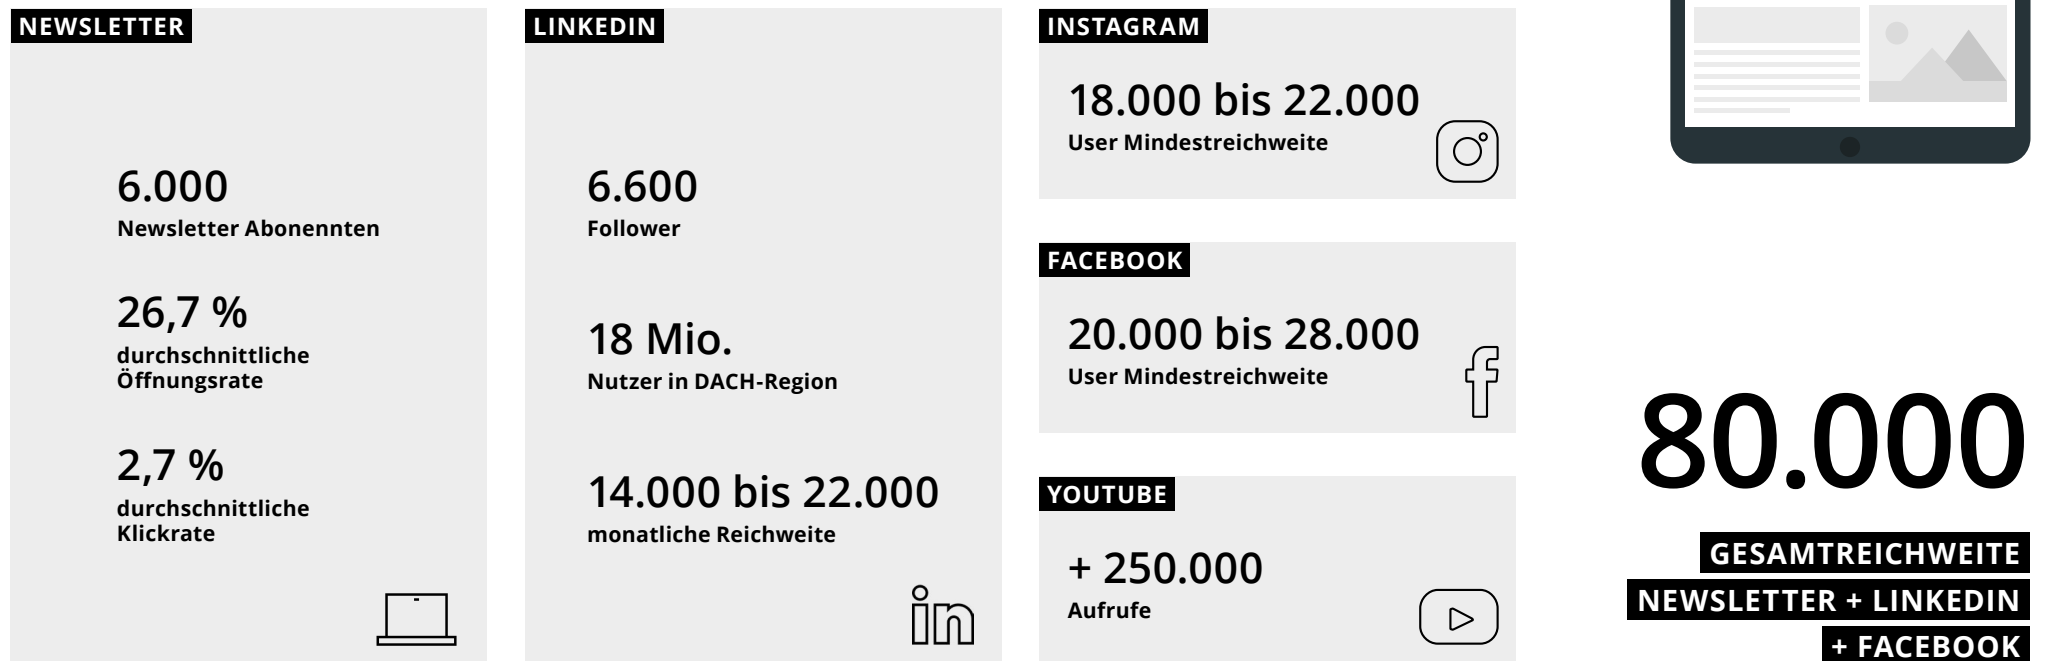 NEWSLETTER
6.000
Newsletter Abonennten
26,7 %
durchschnittliche
Öffnungsrate
2,7 %
durchschnittliche
Klickrate
LINKEDIN
6.600
Follower
18 Mio.
Nutzer in DACH-Region
14.000 bis 22.000
monatliche Reichweite
in
INSTAGRAM
18.000 bis 22.000
User Mindestreichweite
FACEBOOK
20.000 bis 28.000
User Mindestreichweite
f
YOUTUBE
+ 250.000
Aufrufe
80.000
GESAMTREICHWEITE
NEWSLETTER + LINKEDIN
+ FACEBOOK